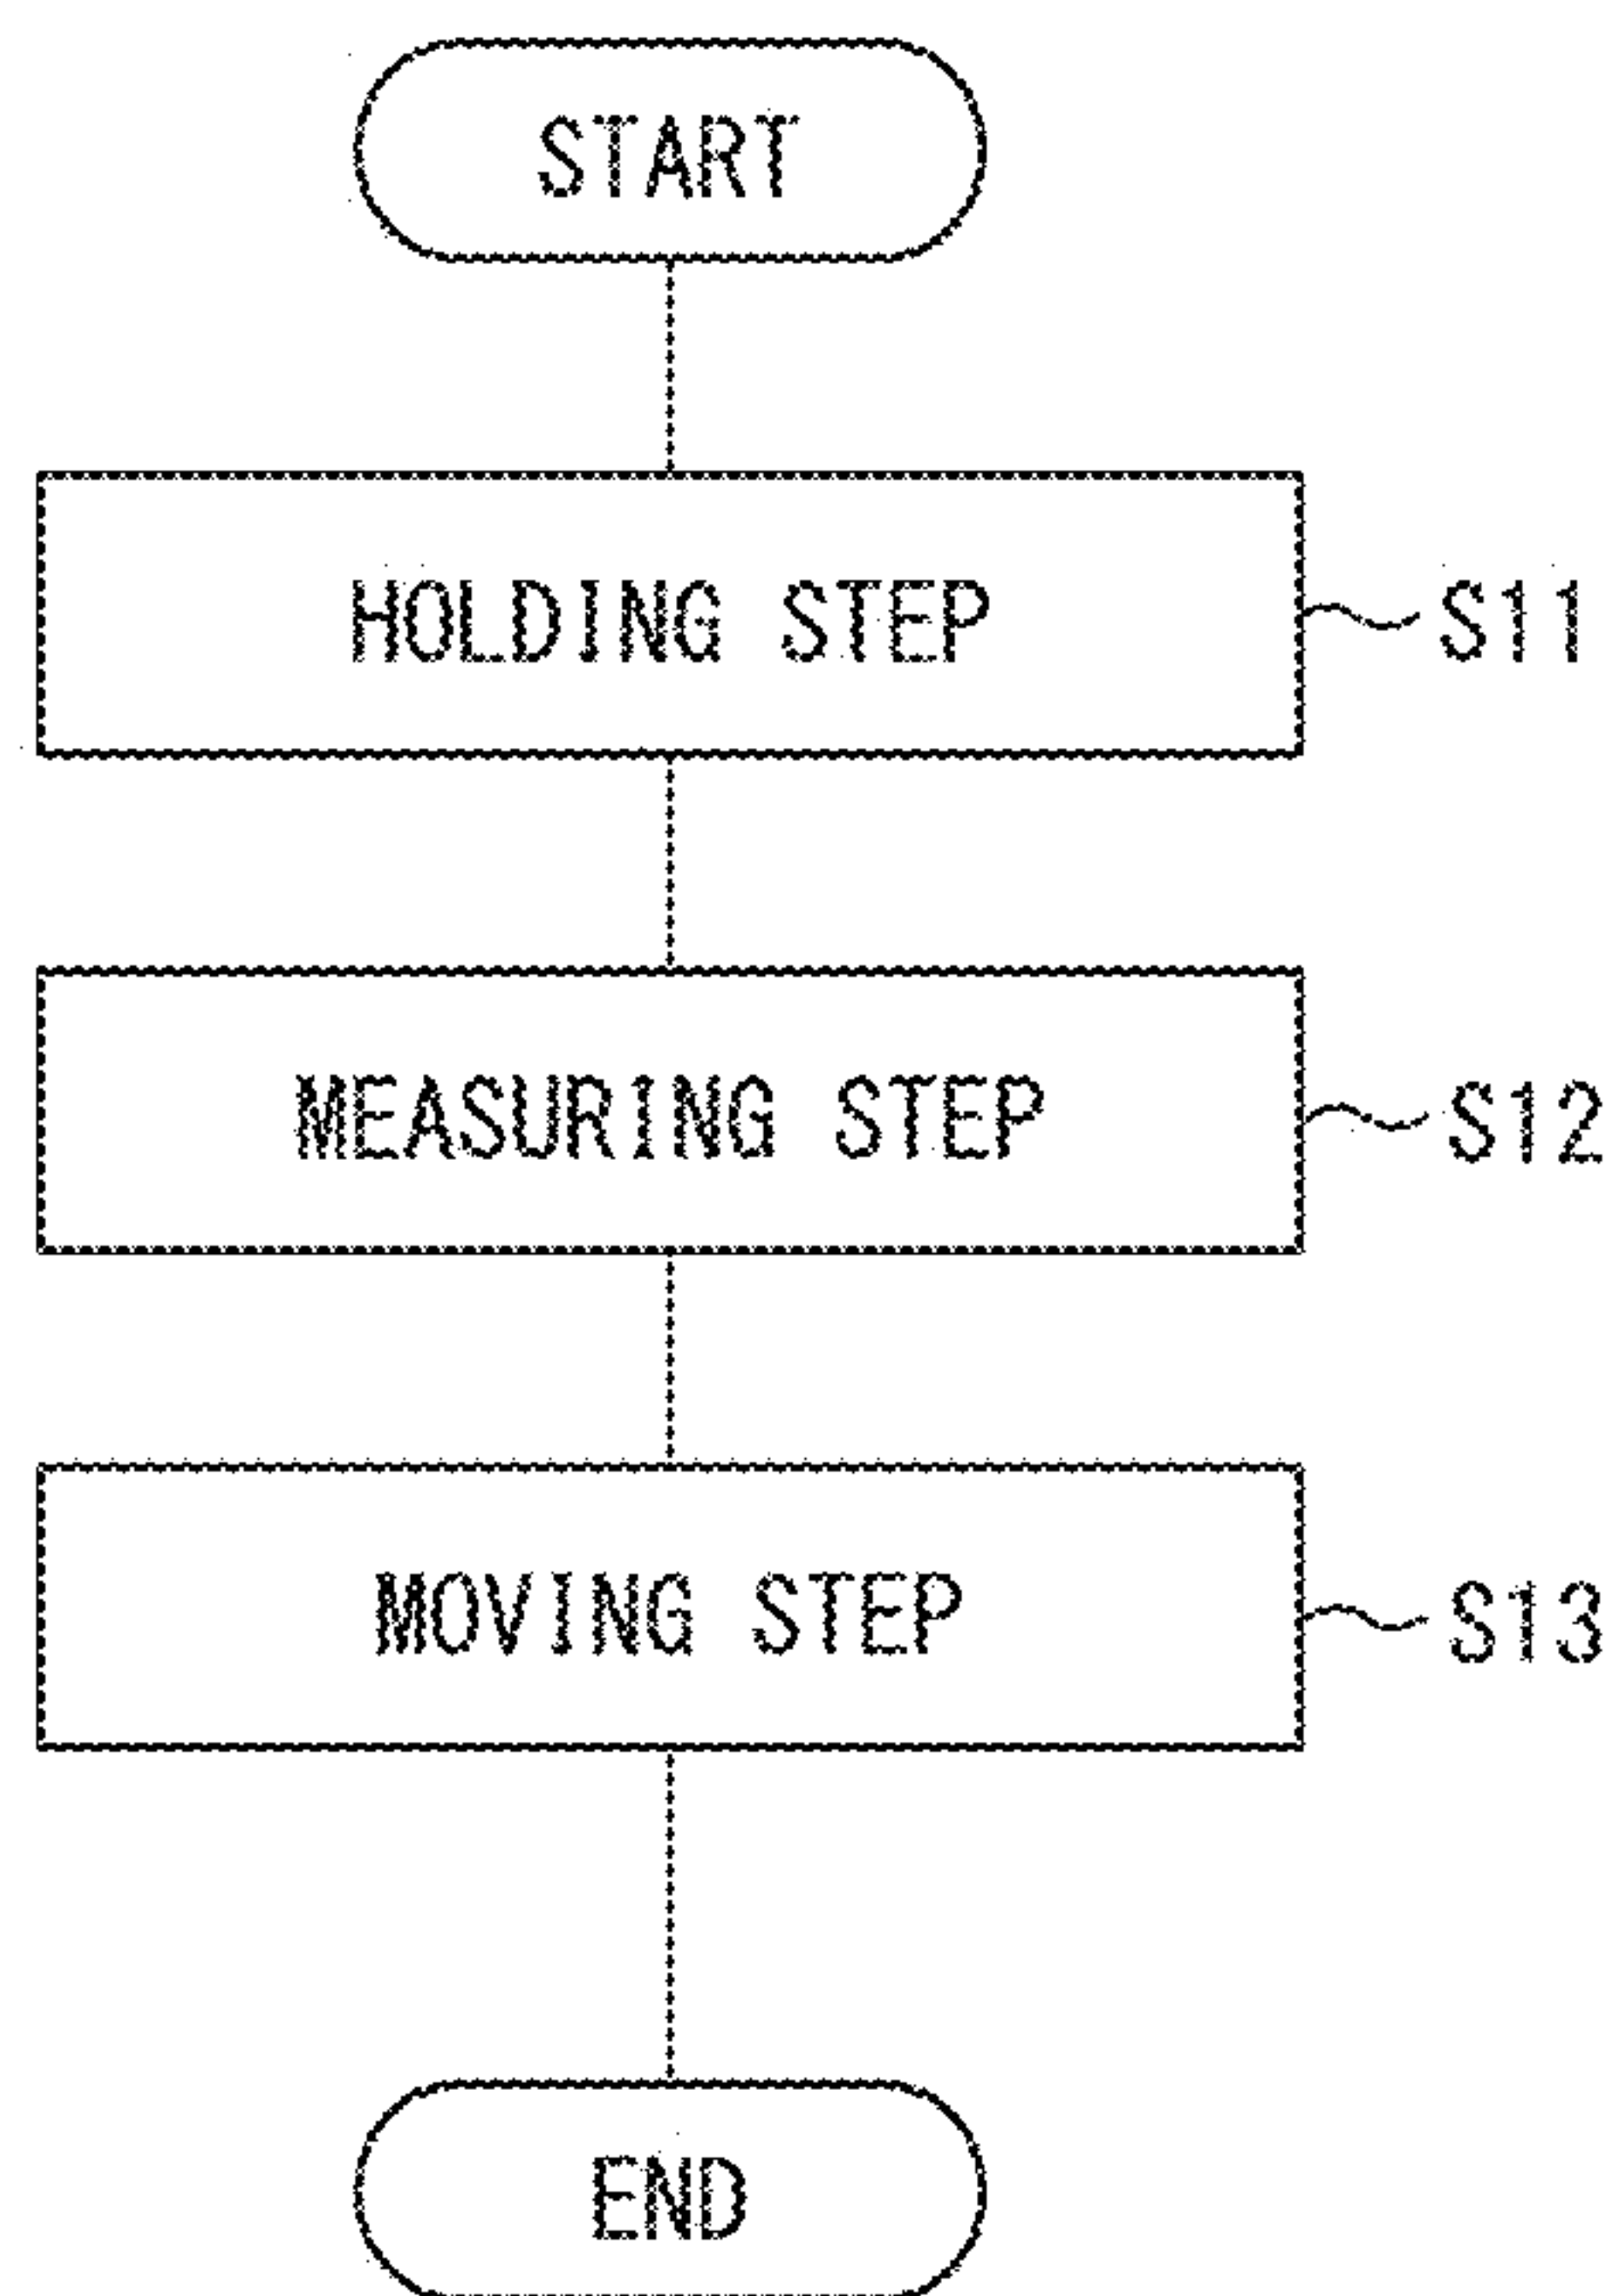 START
HOLDING STEP S11
MEASURING STEP S12
MOVING STEP S13
END